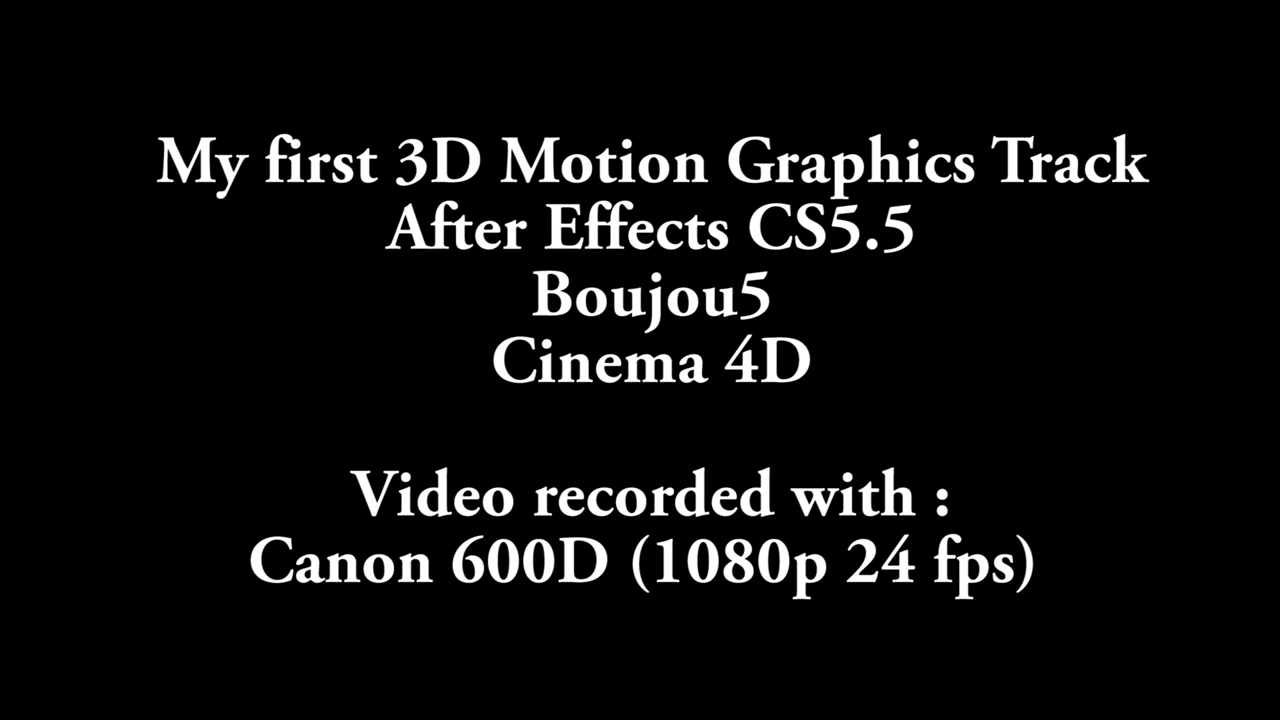 My first 3D Motion Graphics Track
After Effects CS5.5
Boujou5
Cinema 4D
Video recorded with :
Canon 600D (1080p 24 fps)